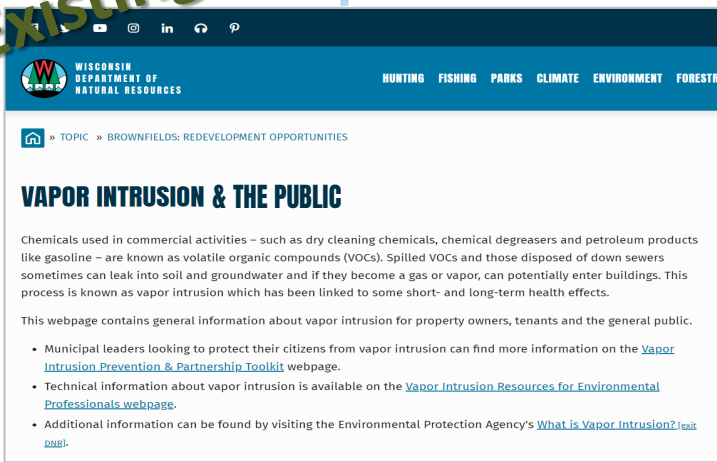 Existing
WISCONSIN
DEPARTMENT OF
NATURAL RESOURCES
HUNTING FISHING PARKS CLIMATE ENVIRONMENT FORESTR
» TOPIC » BROWNFIELDS: REDEVELOPMENT OPPORTUNITIES
VAPOR INTRUSION & THE PUBLIC
Chemicals used in commercial activities – such as dry cleaning chemicals, chemical degreasers and petroleum products
like gasoline – are known as volatile organic compounds (VOCs). Spilled VOCs and those disposed of down sewers
sometimes can leak into soil and groundwater and if they become a gas or vapor, can potentially enter buildings. This
process is known as vapor intrusion which has been linked to some short- and long-term health effects.
This webpage contains general information about vapor intrusion for property owners, tenants and the general public.
• Municipal leaders looking to protect their citizens from vapor intrusion can find more information on the Vapor
Intrusion Prevention & Partnership Toolkit webpage.
• Technical information about vapor intrusion is available on the Vapor Intrusion Resources for Environmental
Professionals webpage.
• Additional information can be found by visiting the Environmental Protection Agency's What is Vapor Intrusion? [exit
DNR].